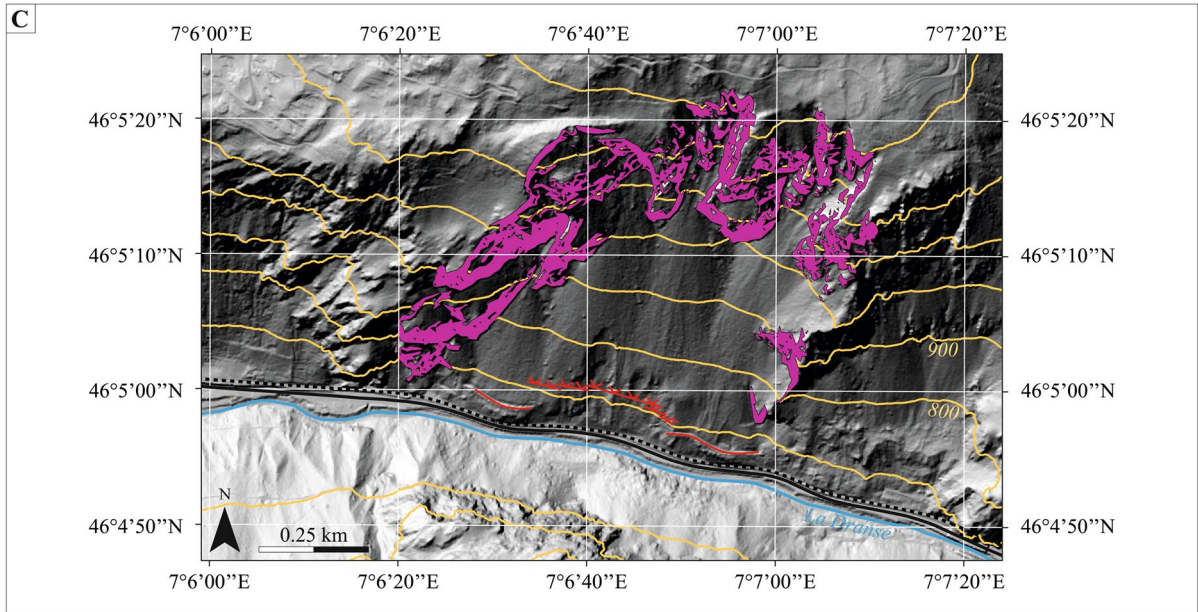 C
7°6’00”E 7°6’20”E 7°6’40”E 7°7’00”E 7°7’20”E
46°5’20”N 46°5’20”N
46°5’10”N 46°5’10”N
900
46°5’00”N 46°5’00”N
800
N
46°4’50”N La Dranse 46°4’50”N
0.25 km
7°6’00”E 7°6’20”E 7°6’40”E 7°7’00”E 7°7’20”E